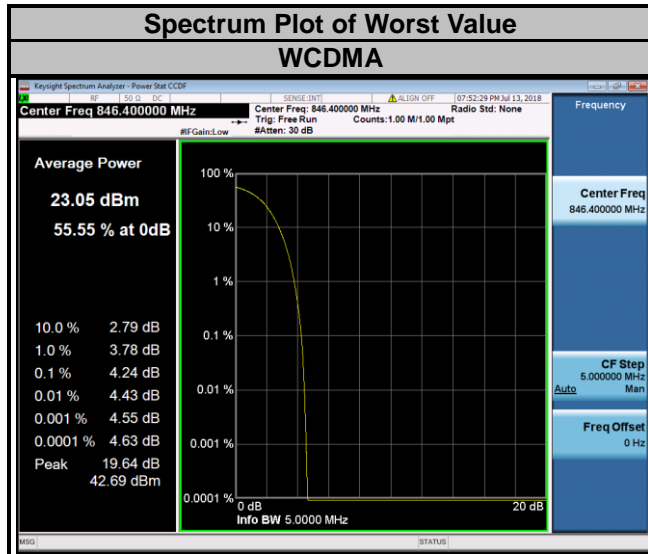 Spectrum Plot of Worst Value
WCDMA
Keysight Spectrum Analyzer - Power Stat CCDF
RF 50 Ω DC SENSE:INT ALIGN OFF 07:52:29 PM Jul 13, 2018
Center Freq 846.400000 MHz
Center Freq: 846.400000 MHz Radio Std: None
Trig: Free Run Counts:1.00 M/1.00 Mpt
#IFGain:Low #Atten: 30 dB
Frequency
Average Power
23.05 dBm
55.55 % at 0dB
10.0 % 2.79 dB
1.0 % 3.78 dB
0.1 % 4.24 dB
0.01 % 4.43 dB
0.001 % 4.55 dB
0.0001 % 4.63 dB
Peak 19.64 dB
42.69 dBm
100 %
10 %
1 %
0.1 %
0.01 %
0.001 %
0.0001 %
0 dB 20 dB
Info BW 5.0000 MHz
Center Freq
846.400000 MHz
CF Step
5.000000 MHz
Auto Man
Freq Offset
0 Hz
MSG STATUS